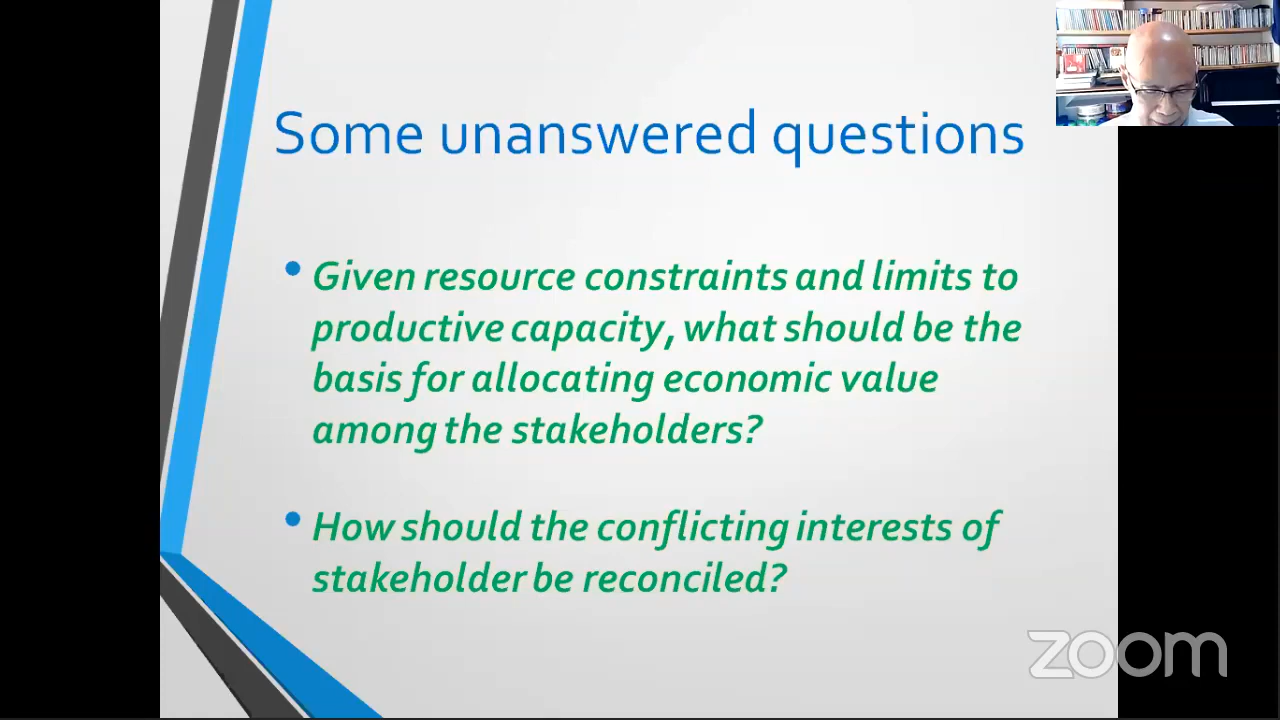 Some unanswered questions
• Given resource constraints and limits to
productive capacity, what should be the
basis for allocating economic value
among the stakeholders?
• How should the conflicting interests of
stakeholder be reconciled?
zoom